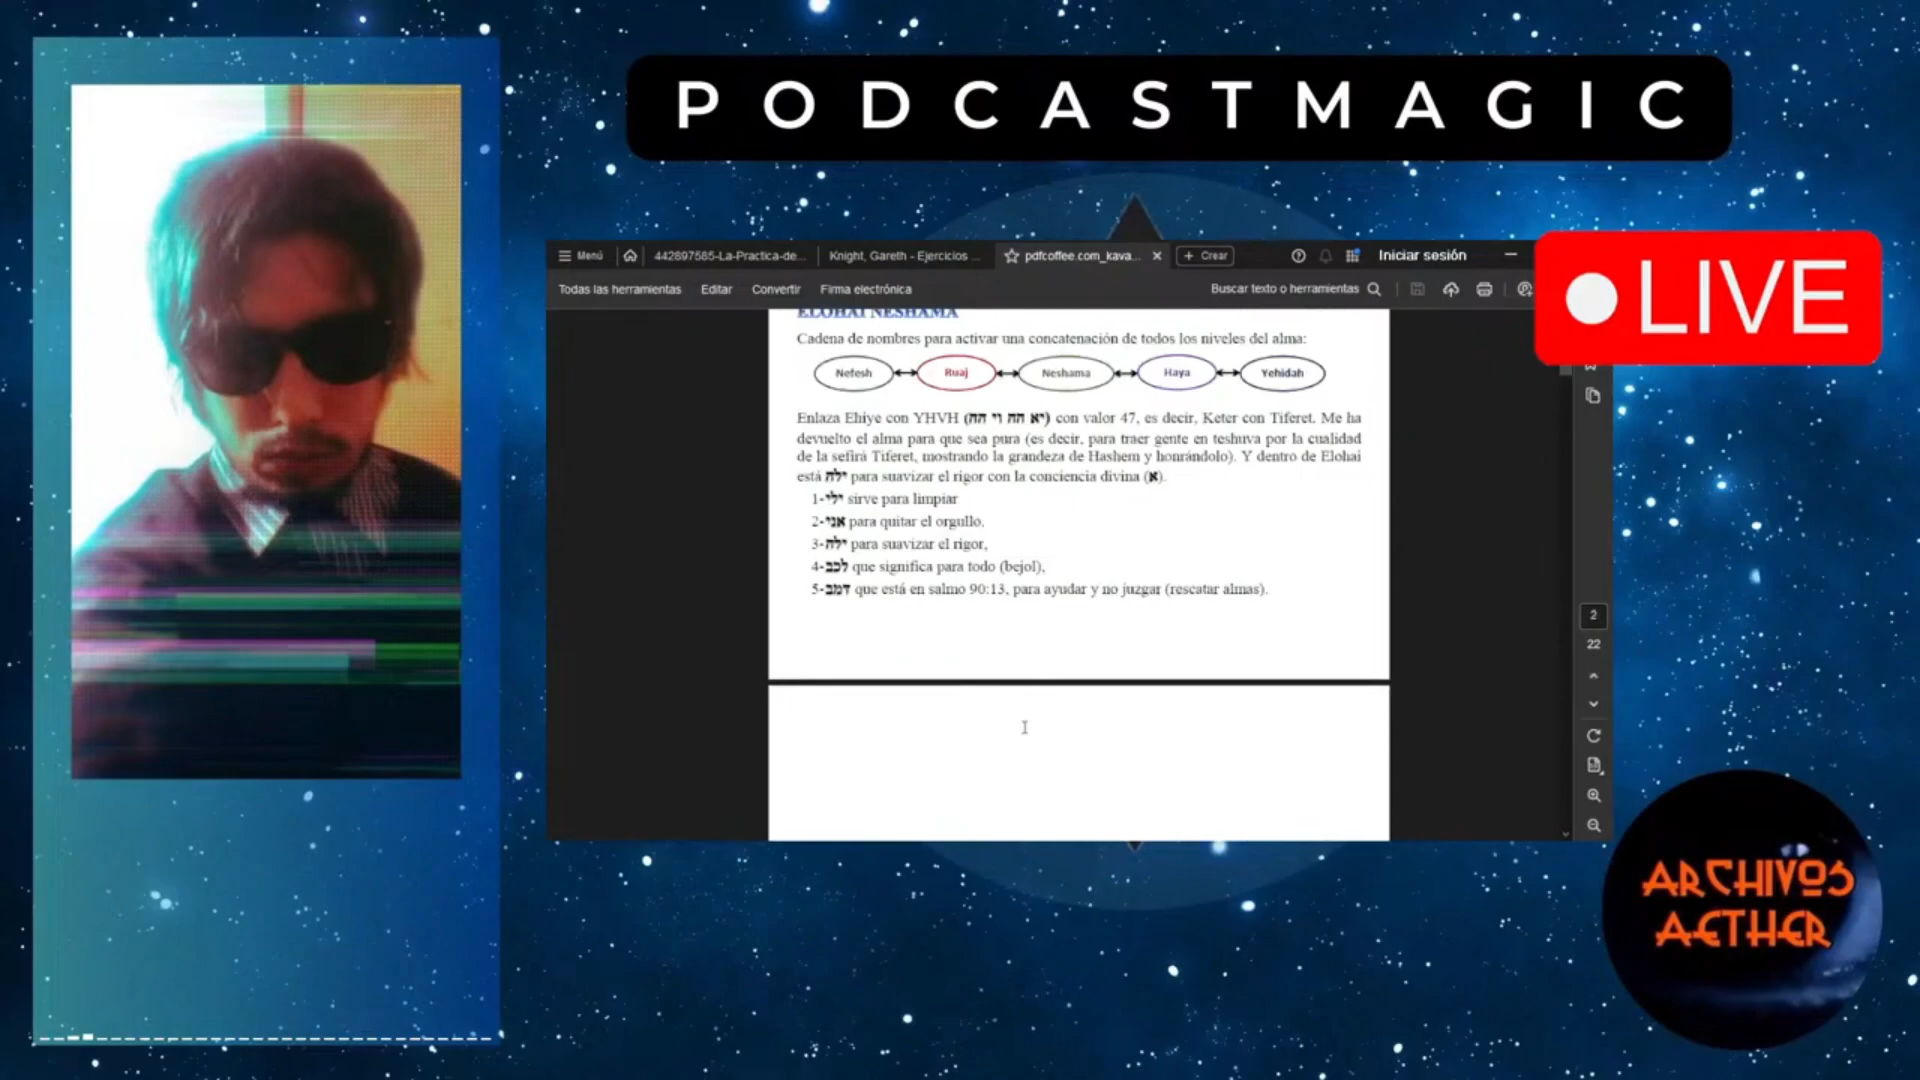 PODCASTMAGIC
LIVE
Menú
442897585-La-Practica-de...
Knight, Gareth - Ejercicios ...
pdfcoffee.com_kava...
+ Crear
Iniciar sesión
Todas las herramientas
Editar
Convertir
Firma electrónica
Buscar texto o herramientas
ELOHAI NESHAMA
Cadena de nombres para activar una concatenación de todos los niveles del alma:
Nefesh
Ruaj
Neshama
Haya
Yehidah
Enlaza Ehiye con YHVH (יא הה וי הה) con valor 47, es decir, Keter con Tiferet. Me ha
devuelto el alma para que sea pura (es decir, para traer gente en teshuva por la cualidad
de la sefirá Tiferet, mostrando la grandeza de Hashem y honrándolo). Y dentro de Elohai
está ילה para suavizar el rigor con la conciencia divina (א).
1-ילי sirve para limpiar
2-אני para quitar el orgullo,
3-ילה para suavizar el rigor,
4-לכב que significa para todo (bejol),
5-דמב que está en salmo 90:13, para ayudar y no juzgar (rescatar almas).
2
22
ARCHIVOS
AETHER